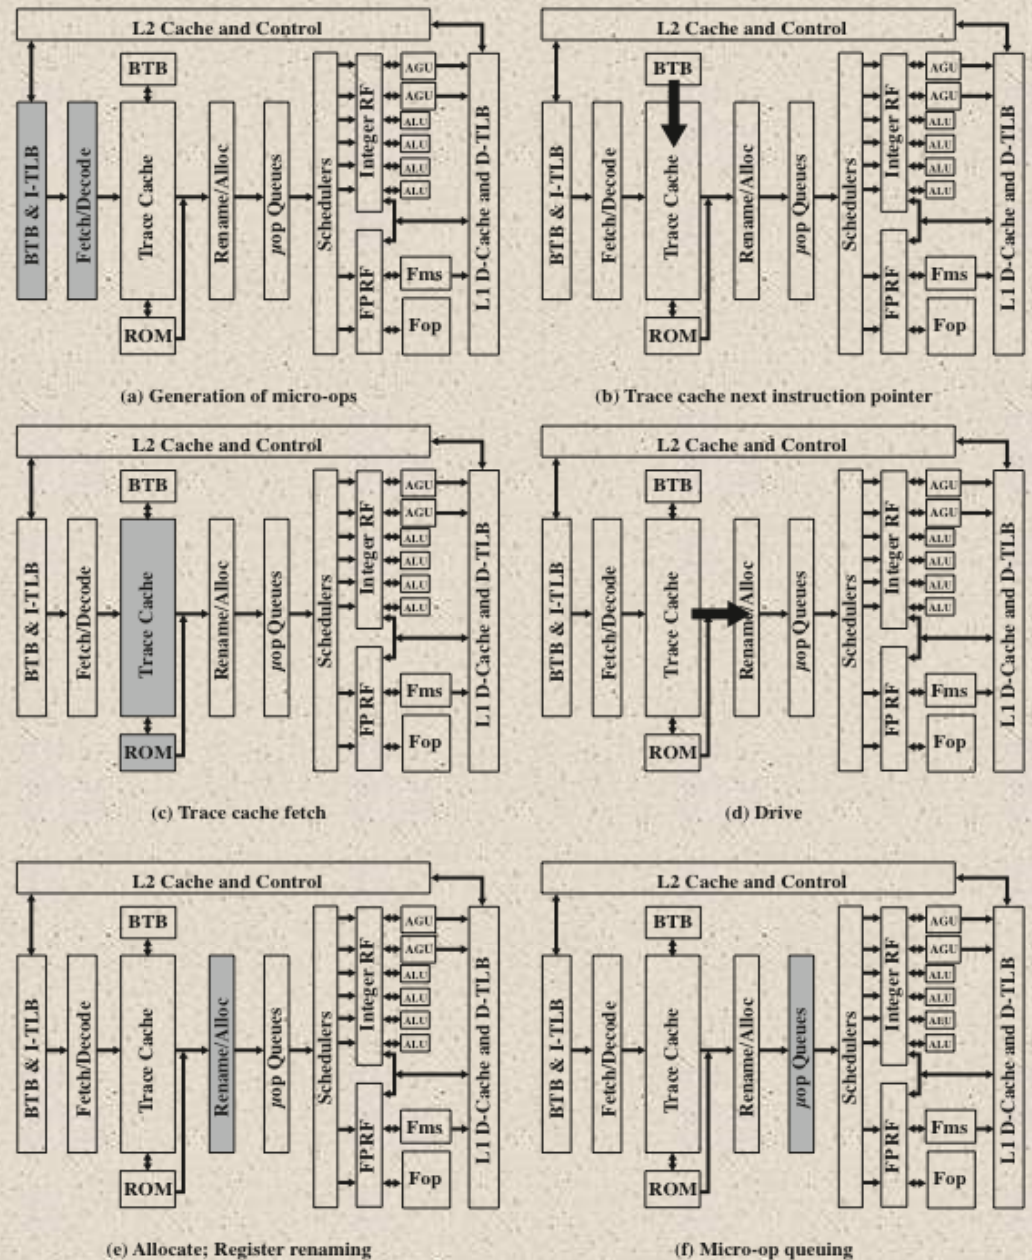 L2 Cache and Control
BTB
BTB & I-TLB
Fetch/Decode
Trace Cache
ROM
Rename/Alloc
µop Queues
Schedulers
Integer RF
FP RF
AGU
AGU
ALU
ALU
ALU
ALU
Fms
Fop
L1 D-Cache and D-TLB
(a) Generation of micro-ops
L2 Cache and Control
BTB
BTB & I-TLB
Fetch/Decode
Trace Cache
ROM
Rename/Alloc
µop Queues
Schedulers
Integer RF
FP RF
AGU
AGU
ALU
ALU
ALU
ALU
Fms
Fop
L1 D-Cache and D-TLB
(b) Trace cache next instruction pointer
L2 Cache and Control
BTB
BTB & I-TLB
Fetch/Decode
Trace Cache
ROM
Rename/Alloc
µop Queues
Schedulers
Integer RF
FP RF
AGU
AGU
ALU
ALU
ALU
ALU
Fms
Fop
L1 D-Cache and D-TLB
(c) Trace cache fetch
L2 Cache and Control
BTB
BTB & I-TLB
Fetch/Decode
Trace Cache
ROM
Rename/Alloc
µop Queues
Schedulers
Integer RF
FP RF
AGU
AGU
ALU
ALU
ALU
ALU
Fms
Fop
L1 D-Cache and D-TLB
(d) Drive
L2 Cache and Control
BTB
BTB & I-TLB
Fetch/Decode
Trace Cache
ROM
Rename/Alloc
µop Queues
Schedulers
Integer RF
FP RF
AGU
AGU
ALU
ALU
ALU
ALU
Fms
Fop
L1 D-Cache and D-TLB
(e) Allocate; Register renaming
L2 Cache and Control
BTB
BTB & I-TLB
Fetch/Decode
Trace Cache
ROM
Rename/Alloc
µop Queues
Schedulers
Integer RF
FP RF
AGU
AGU
ALU
ALU
AEU
ALU
Fms
Fop
L1 D-Cache and D-TLB
(f) Micro-op queuing